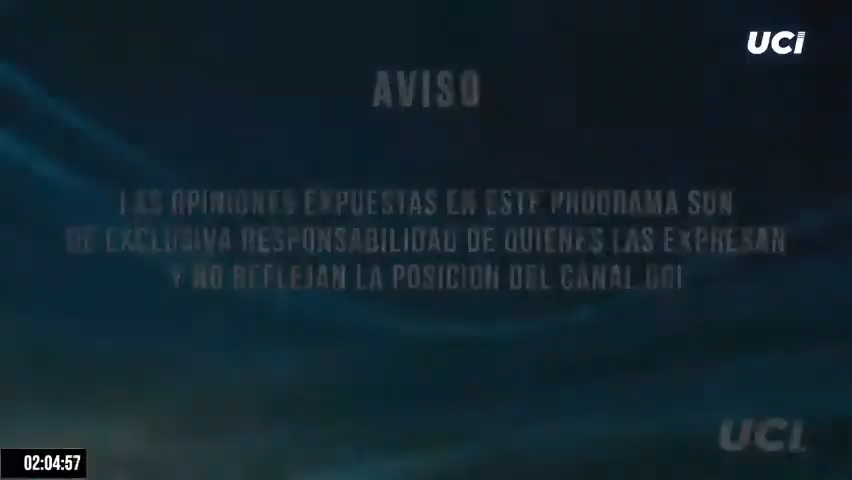 UCI
AVISO
LAS OPINIONES EXPUESTAS EN ESTE PROGRAMA SON
DE EXCLUSIVA RESPONSABILIDAD DE QUIENES LAS EXPRESAN
Y NO REFLEJAN LA POSICION DEL CANAL UCI
UCI
02:04:57